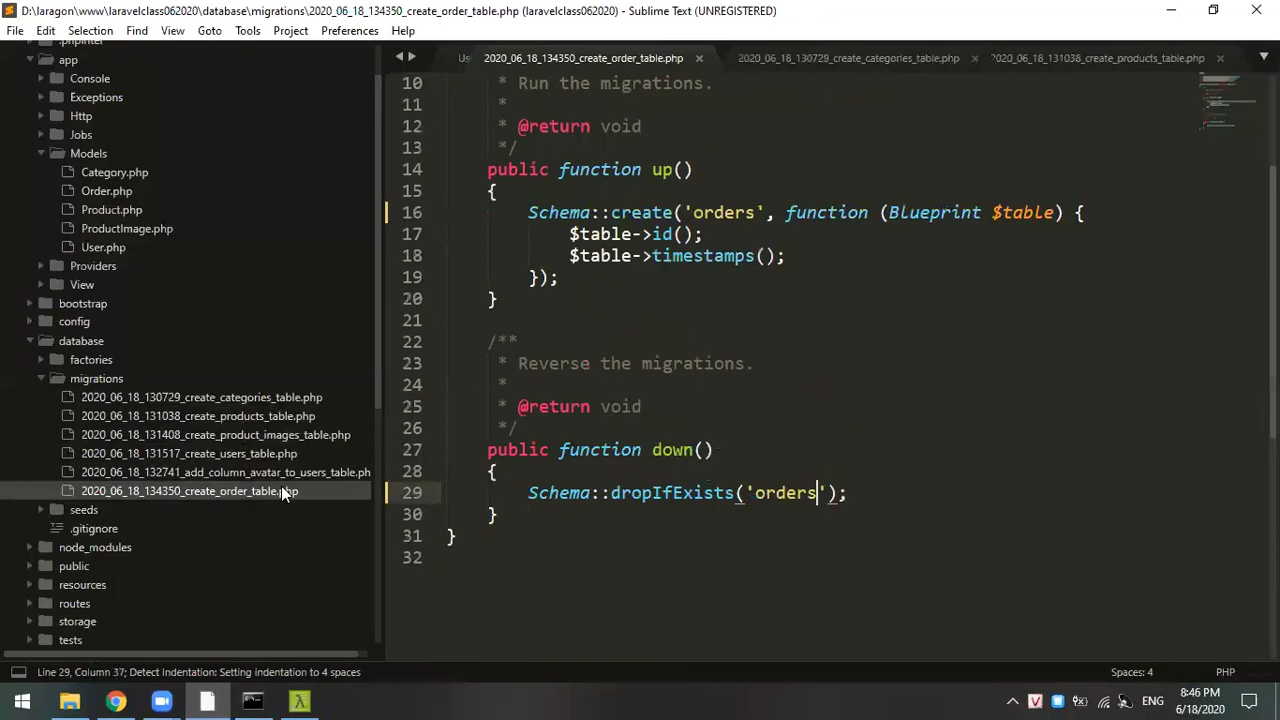 D:\laragon\www\laravelclass062020\database\migrations\2020_06_18_134350_create_order_table.php (laravelclass062020) - Sublime Text (UNREGISTERED)
File Edit Selection Find View Goto Tools Project Preferences Help
2020_06_18_134350_create_order_table.php × 2020_06_18_130729_create_categories_table.php × ?2020_06_18_131038_create_products_table.php ×
.phpintel
app
Console
Exceptions
Http
Jobs
Models
Category.php
Order.php
Product.php
ProductImage.php
User.php
Providers
View
bootstrap
config
database
factories
migrations
2020_06_18_130729_create_categories_table.php
2020_06_18_131038_create_products_table.php
2020_06_18_131408_create_product_images_table.php
2020_06_18_131517_create_users_table.php
2020_06_18_132741_add_column_avatar_to_users_table.ph
2020_06_18_134350_create_order_table.php
seeds
.gitignore
node_modules
public
resources
routes
storage
tests
10 * Run the migrations.
11 *
12 * @return void
13 */
14 public function up()
15 {
16 Schema::create('orders', function (Blueprint $table) {
17 $table->id();
18 $table->timestamps();
19 });
20 }
21
22 /**
23 * Reverse the migrations.
24 *
25 * @return void
26 */
27 public function down()
28 {
29 Schema::dropIfExists('orders');
30 }
31 }
32
Line 29, Column 37; Detect Indentation: Setting indentation to 4 spaces Spaces: 4 PHP
ENG
8:46 PM
6/18/2020